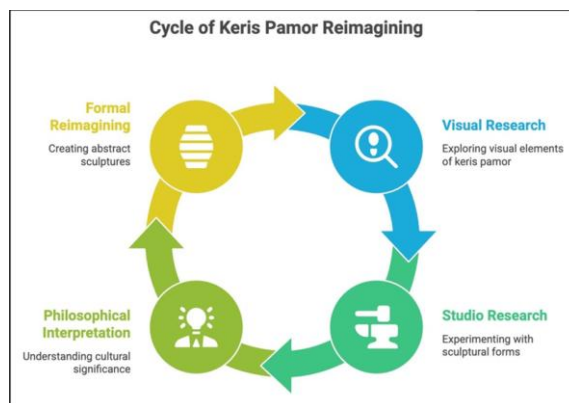 Cycle of Keris Pamor Reimagining
Formal
Reimagining
Creating abstract
sculptures
Visual Research
Exploring visual elements
of keris pamor
Philosophical
Interpretation
Understanding cultural
significance
Studio Research
Experimenting with
sculptural forms